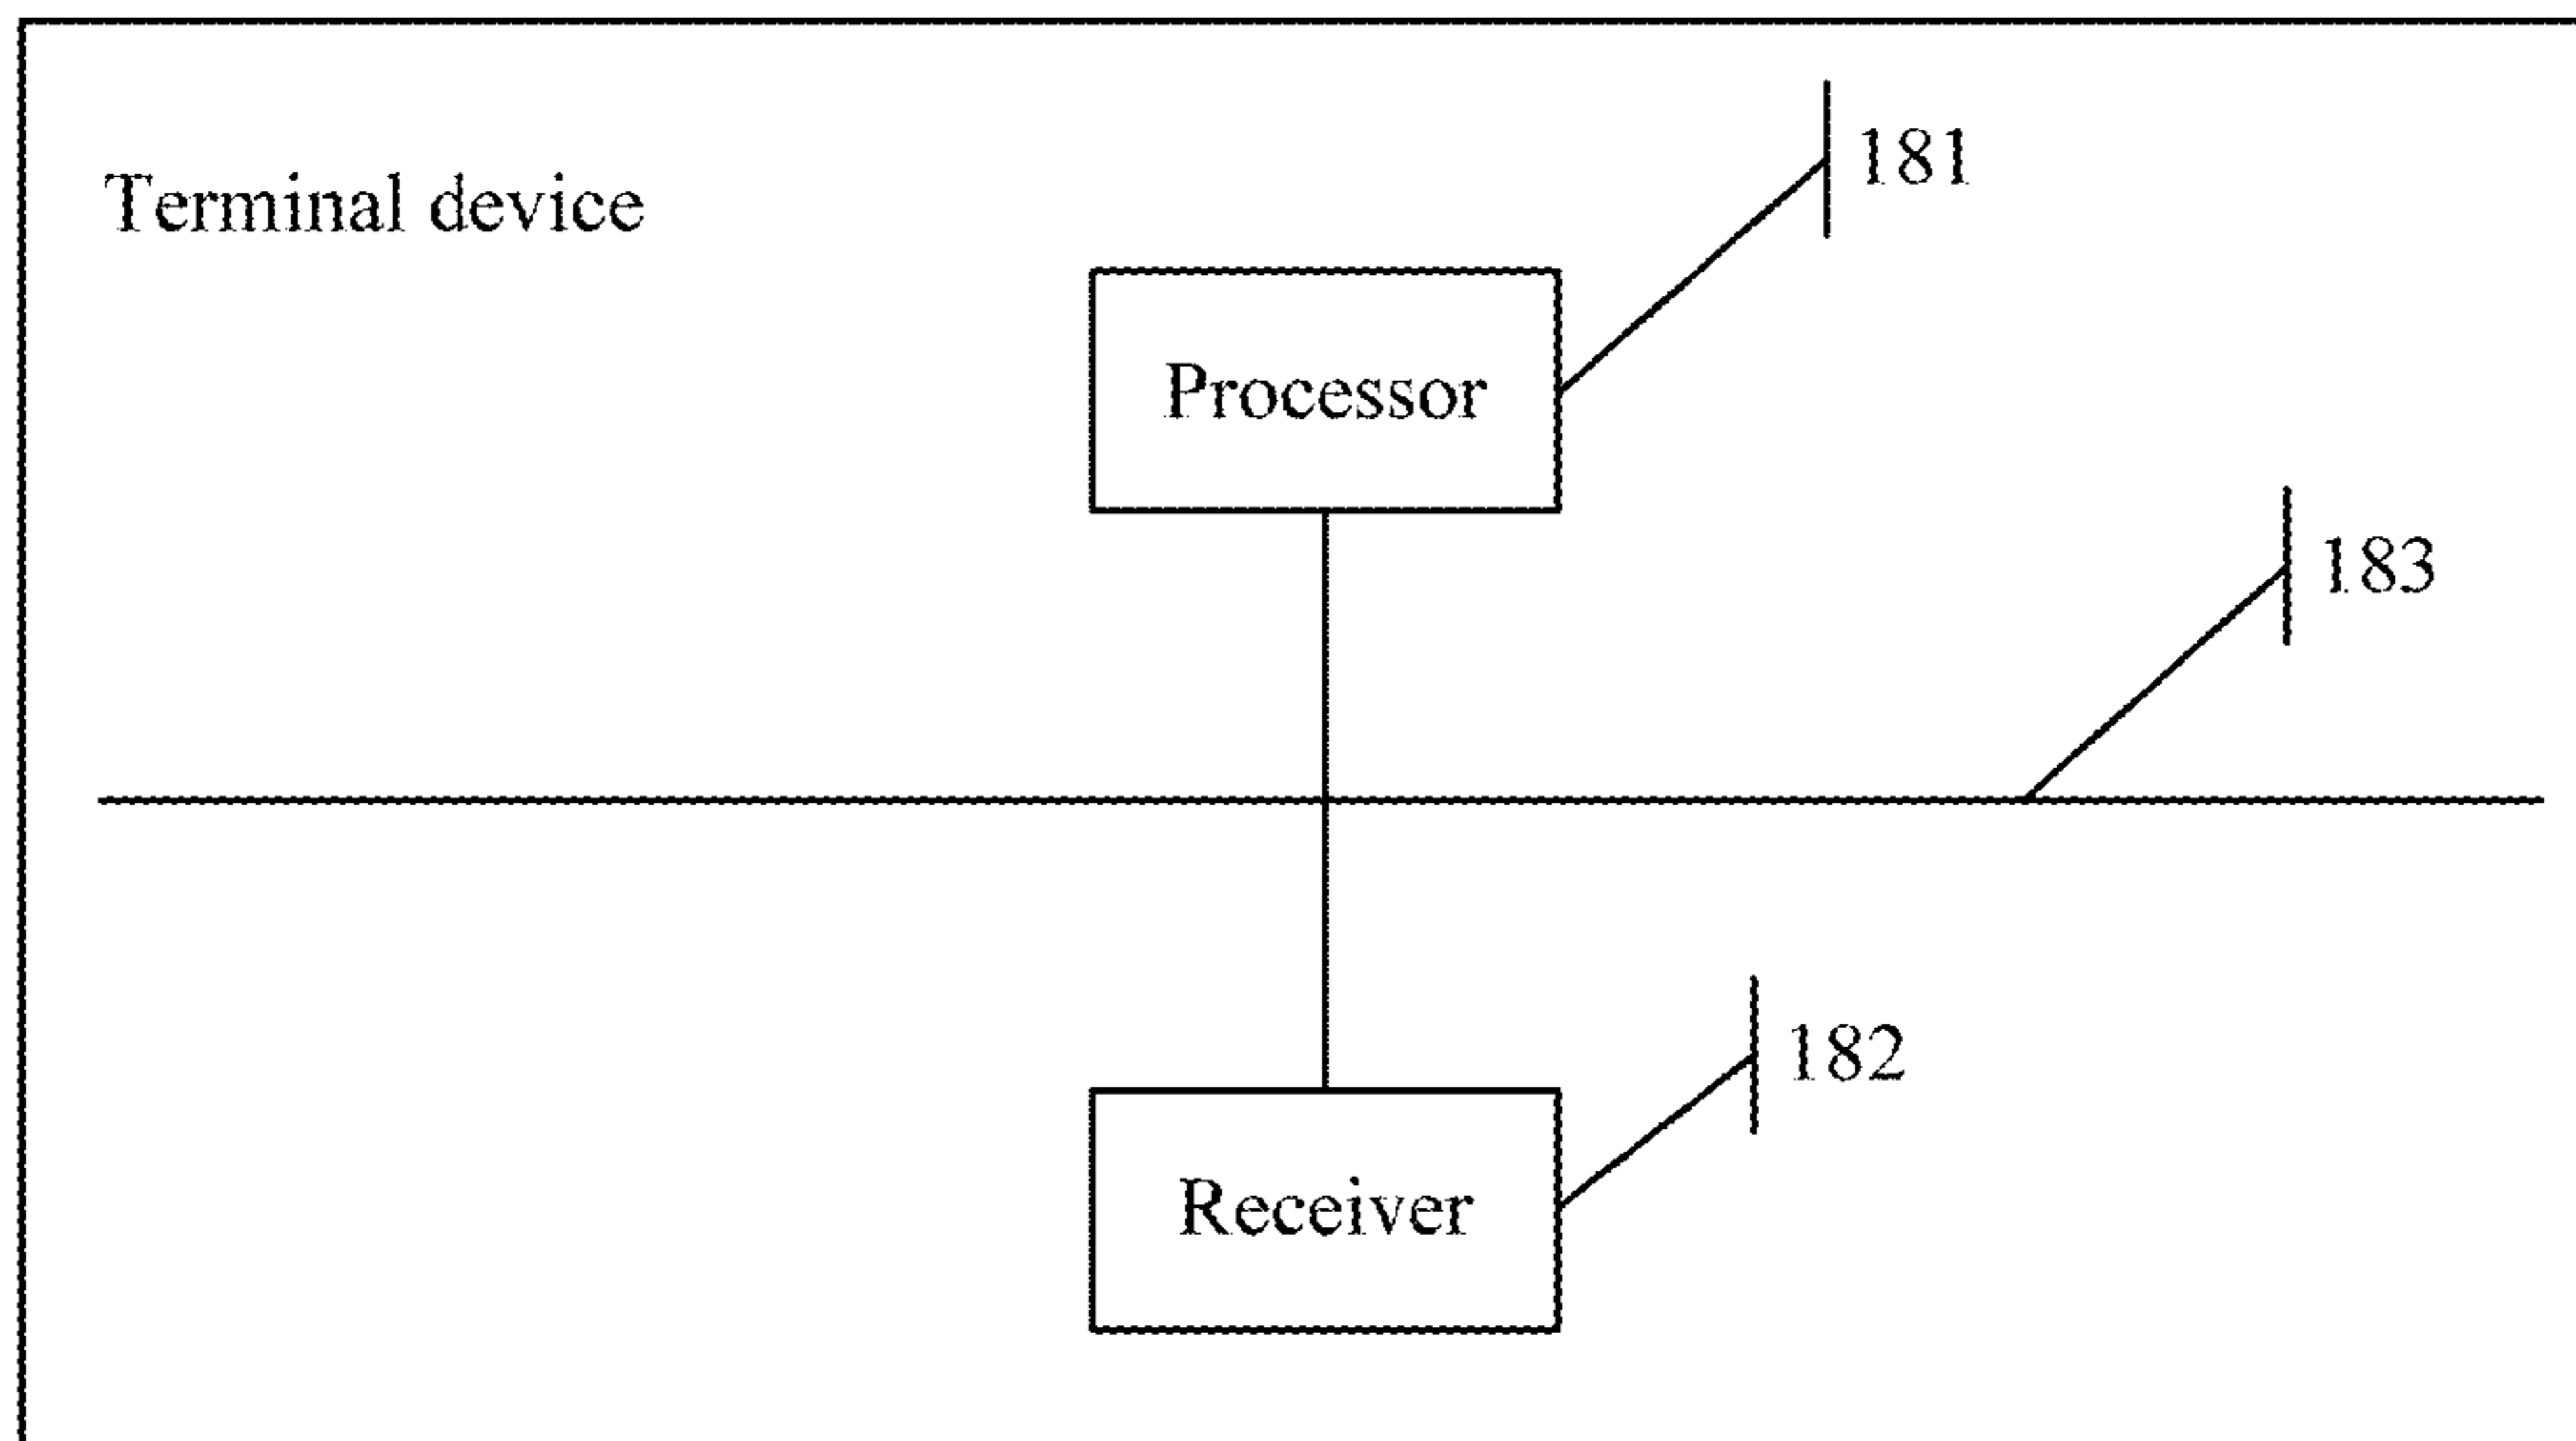 Terminal device
181
Processor
183
182
Receiver